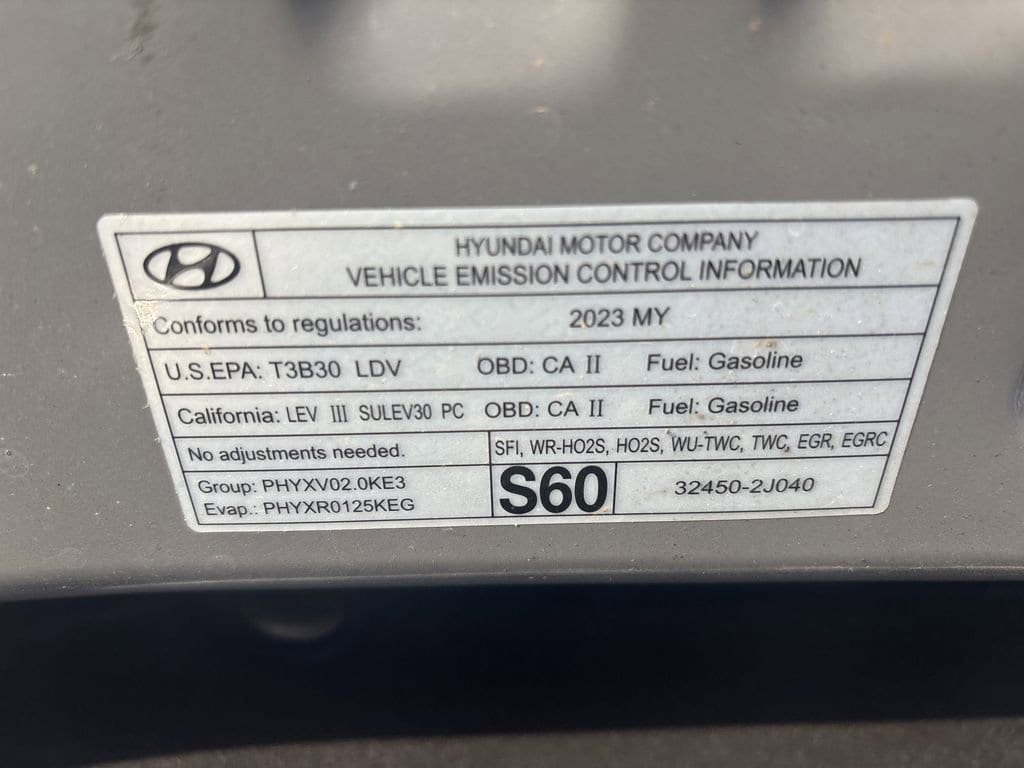 HYUNDAI MOTOR COMPANY
VEHICLE EMISSION CONTROL INFORMATION
Conforms to regulations: 2023 MY
U.S.EPA: T3B30 LDV OBD: CA II Fuel: Gasoline
California: LEV III SULEV30 PC OBD: CA II Fuel: Gasoline
No adjustments needed. SFI, WR-HO2S, HO2S, WU-TWC, TWC, EGR, EGRC
Group: PHYXV02.0KE3
Evap.: PHYXR0125KEG
S60 32450-2J040